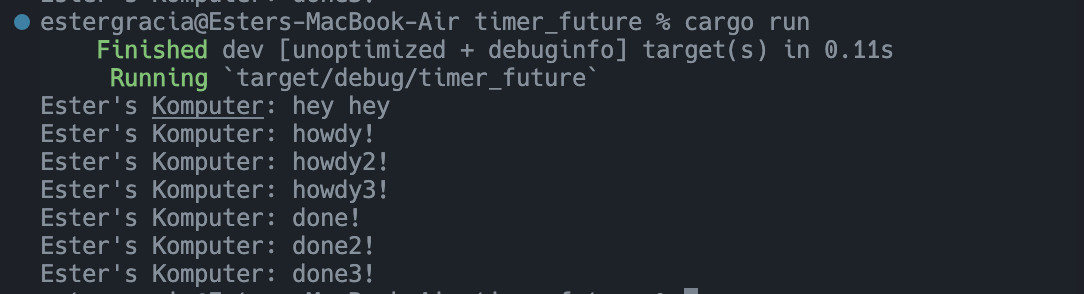 estergracia@Esters-MacBook-Air timer_future % cargo run
Finished dev [unoptimized + debuginfo] target(s) in 0.11s
Running `target/debug/timer_future`
Ester's Komputer: hey hey
Ester's Komputer: howdy!
Ester's Komputer: howdy2!
Ester's Komputer: howdy3!
Ester's Komputer: done!
Ester's Komputer: done2!
Ester's Komputer: done3!